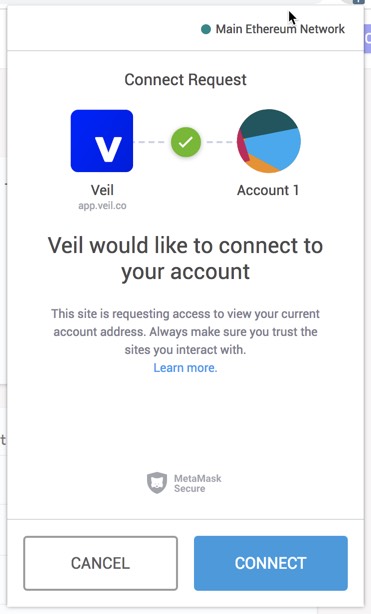 Main Ethereum Network
Connect Request
V
Veil
app.veil.co
Account 1
Veil would like to connect to
your account
This site is requesting access to view your current
account address. Always make sure you trust the
sites you interact with.
Learn more.
MetaMask
Secure
CANCEL
CONNECT